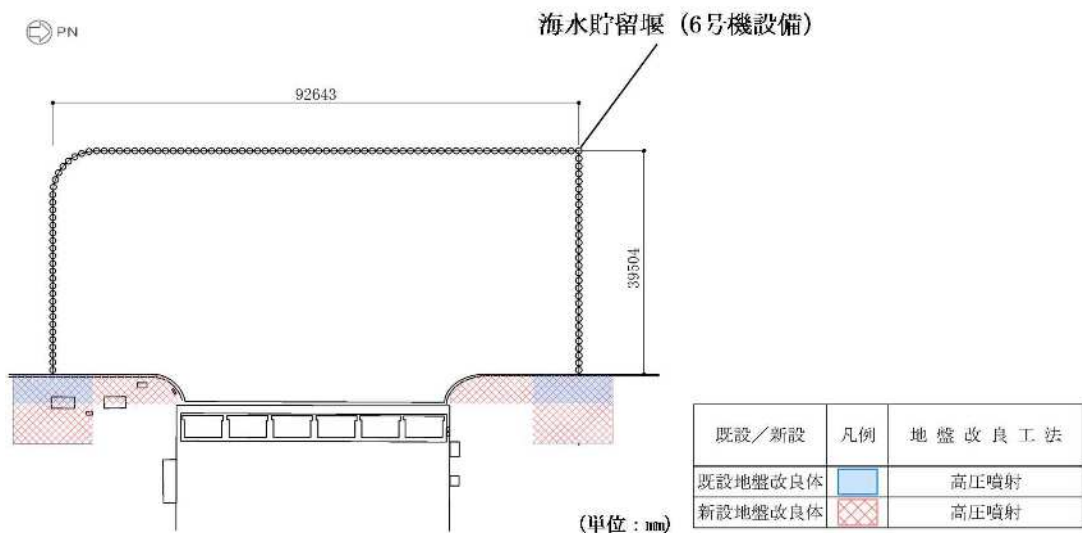 海水貯留堰（6号機設備）
PN
92643
39504
既設／新設 凡例 地盤改良工法
既設地盤改良体 高圧噴射
新設地盤改良体 高圧噴射
(単位：mm)